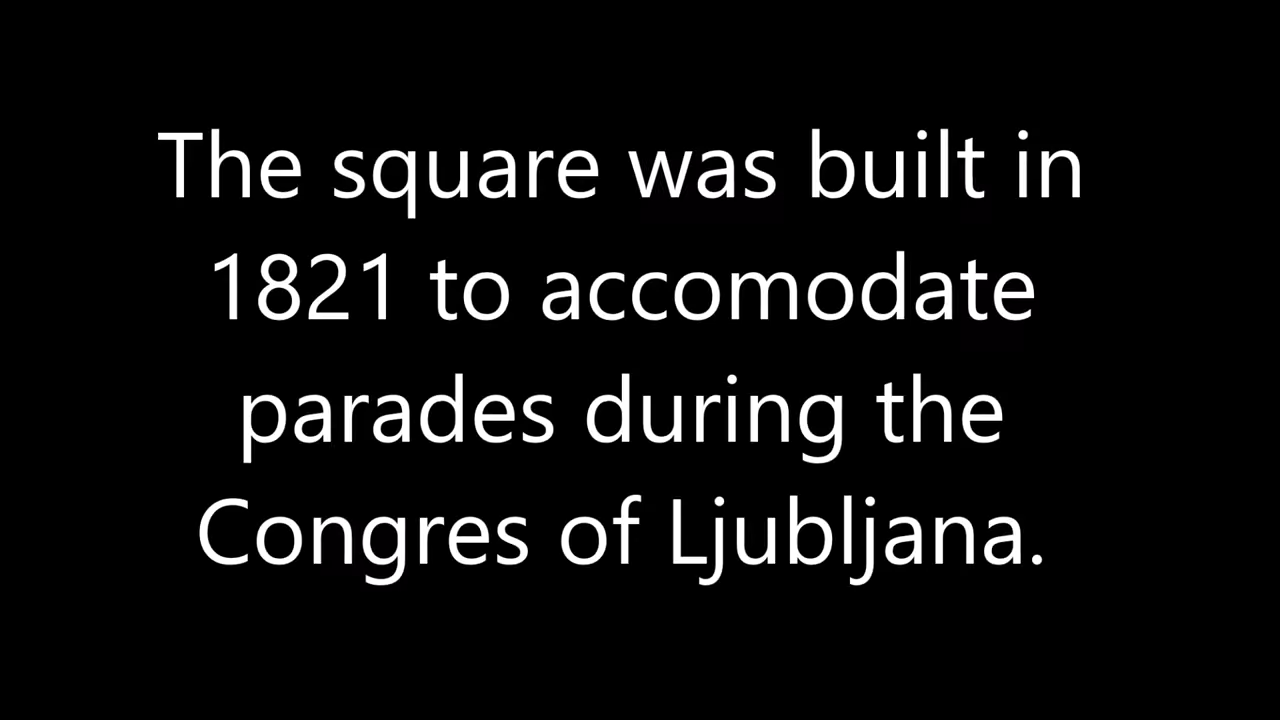 The square was built in
1821 to accomodate
parades during the
Congres of Ljubljana.